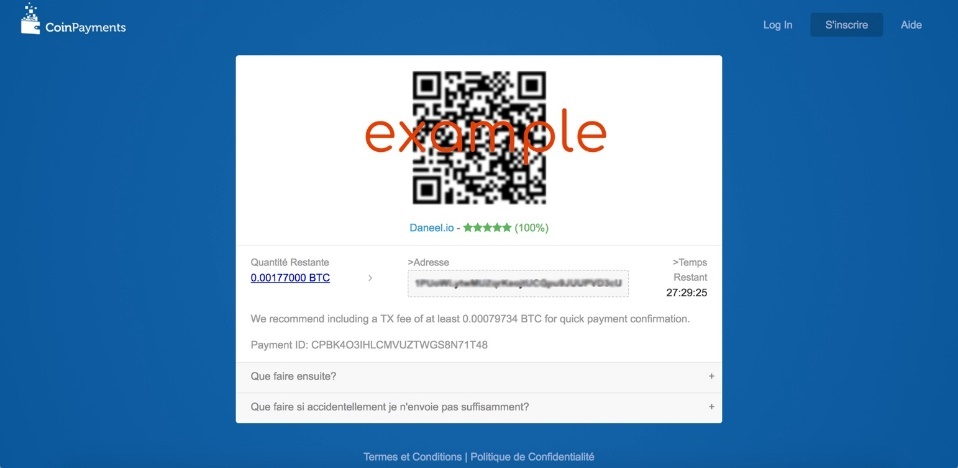 CoinPayments
Log In
S'inscrire
Aide
example
Daneel.io - ★★★★★ (100%)
Quantité Restante
0.00177000 BTC
>
>Adresse
>Temps
Restant
27:29:25
We recommend including a TX fee of at least 0.00079734 BTC for quick payment confirmation.
Payment ID: CPBK4O3IHLCMVUZTWGS8N71T48
Que faire ensuite? +
Que faire si accidentellement je n'envoie pas suffisamment? +
Termes et Conditions | Politique de Confidentialité